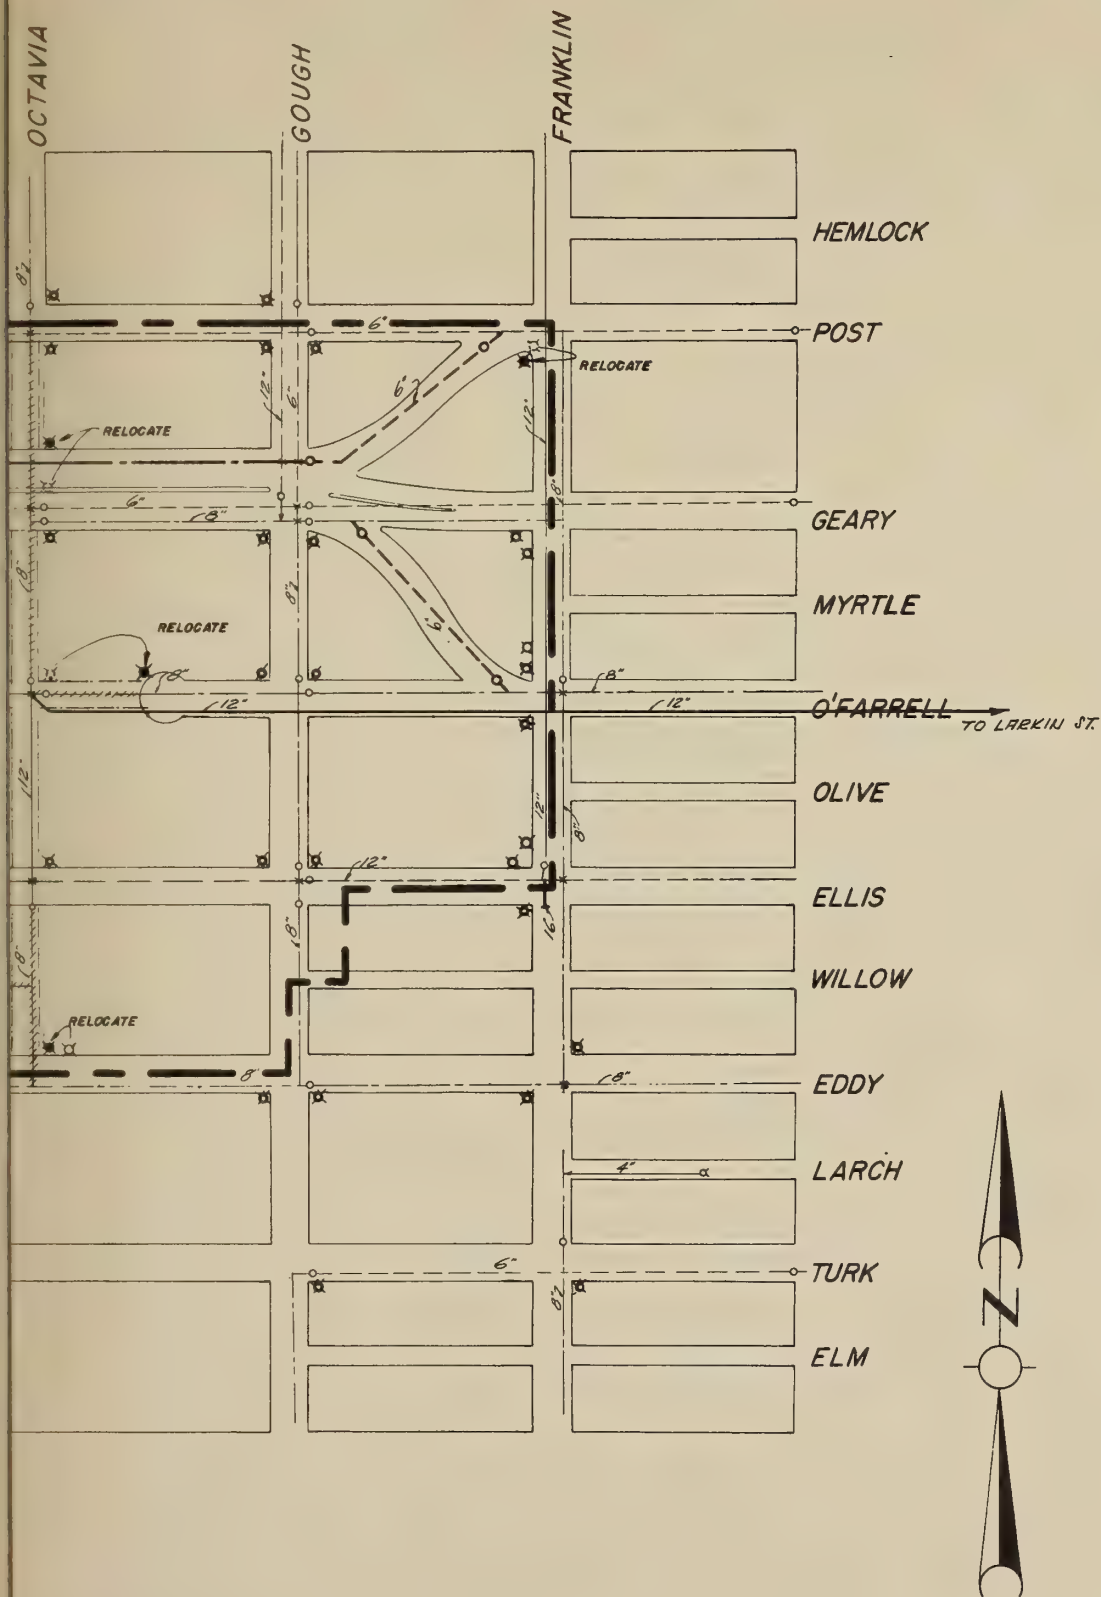 OCTAVIA
GOUGH
FRANKLIN
HEMLOCK
8"
6"
POST
RELOCATE
12"
6"
6"
12"
RELOCATE
8"
6"
8"
GEARY
8"
8"
MYRTLE
RELOCATE
6"
8"
8"
12"
12"
O'FARRELL
TO LARKIN ST.
12"
OLIVE
12"
8"
12"
ELLIS
8"
16"
8"
WILLOW
RELOCATE
8"
8"
EDDY
4"
LARCH
6"
TURK
8"
ELM
N